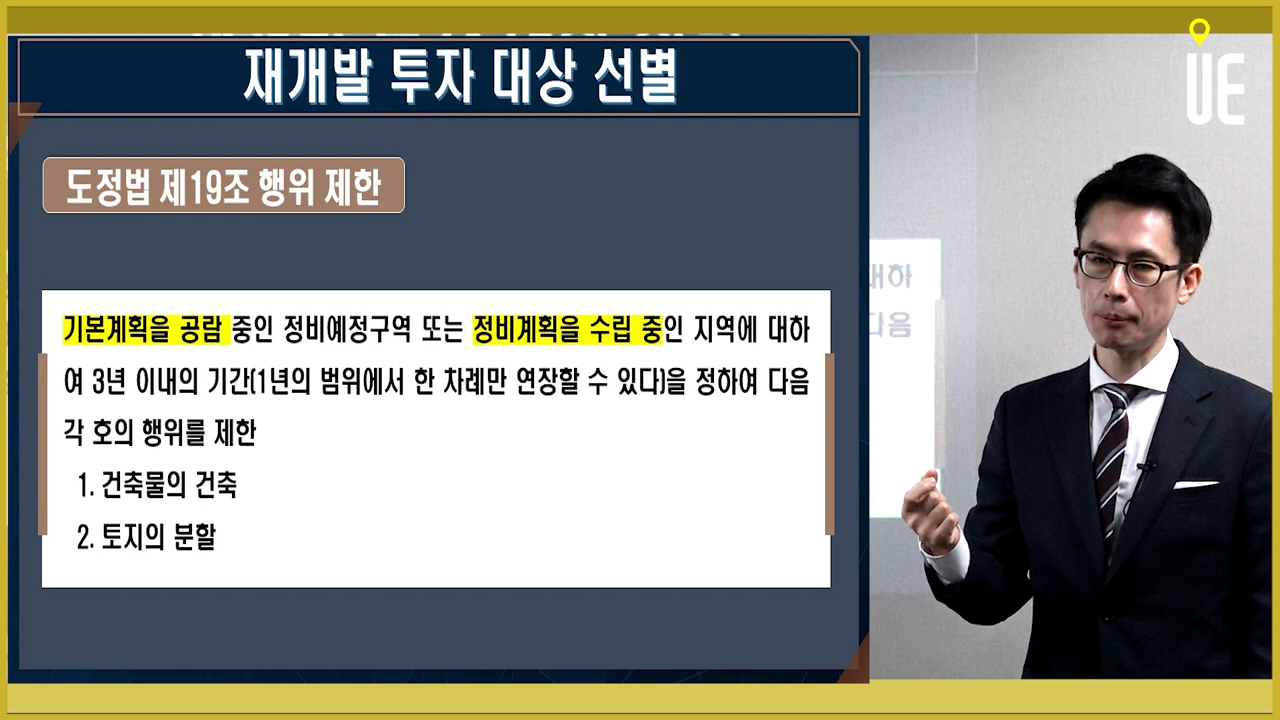 재개발 투자 대상 선별
UE
도정법 제19조 행위 제한
기본계획을 공람 중인 정비예정구역 또는 정비계획을 수립 중인 지역에 대하
여 3년 이내의 기간(1년의 범위에서 한 차례만 연장할 수 있다)을 정하여 다음
각 호의 행위를 제한
1. 건축물의 건축
2. 토지의 분할
대하
다음